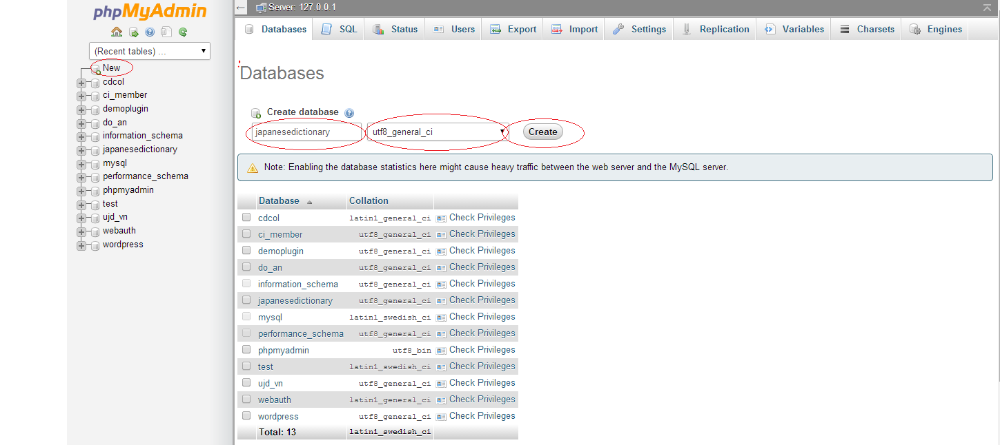 phpMyAdmin
(Recent tables) ...
New
cdcol
ci_member
demoplugin
do_an
information_schema
japanesedictionary
mysql
performance_schema
phpmyadmin
test
ujd_vn
webauth
wordpress
Server: 127.0.0.1
Databases SQL Status Users Export Import Settings Replication Variables Charsets Engines
Databases
Create database
japanesedictionary utf8_general_ci Create
Note: Enabling the database statistics here might cause heavy traffic between the web server and the MySQL server.
Database Collation
cdcol latin1_general_ci Check Privileges
ci_member utf8_general_ci Check Privileges
demoplugin utf8_general_ci Check Privileges
do_an utf8_general_ci Check Privileges
information_schema utf8_general_ci Check Privileges
japanesedictionary utf8_general_ci Check Privileges
mysql latin1_swedish_ci Check Privileges
performance_schema utf8_general_ci Check Privileges
phpmyadmin utf8_bin Check Privileges
test latin1_swedish_ci Check Privileges
ujd_vn utf8_general_ci Check Privileges
webauth latin1_general_ci Check Privileges
wordpress utf8_general_ci Check Privileges
Total: 13 latin1_swedish_ci